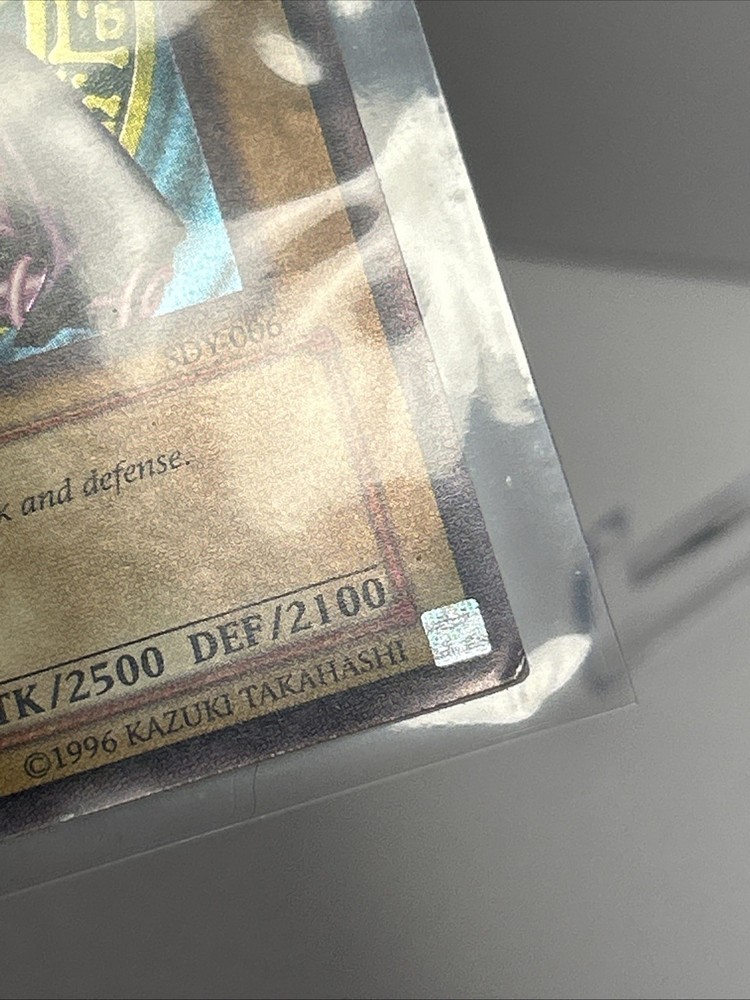 SDY-006
k and defense.
TK/2500 DEF/2100
©1996 KAZUKI TAKAHASHI